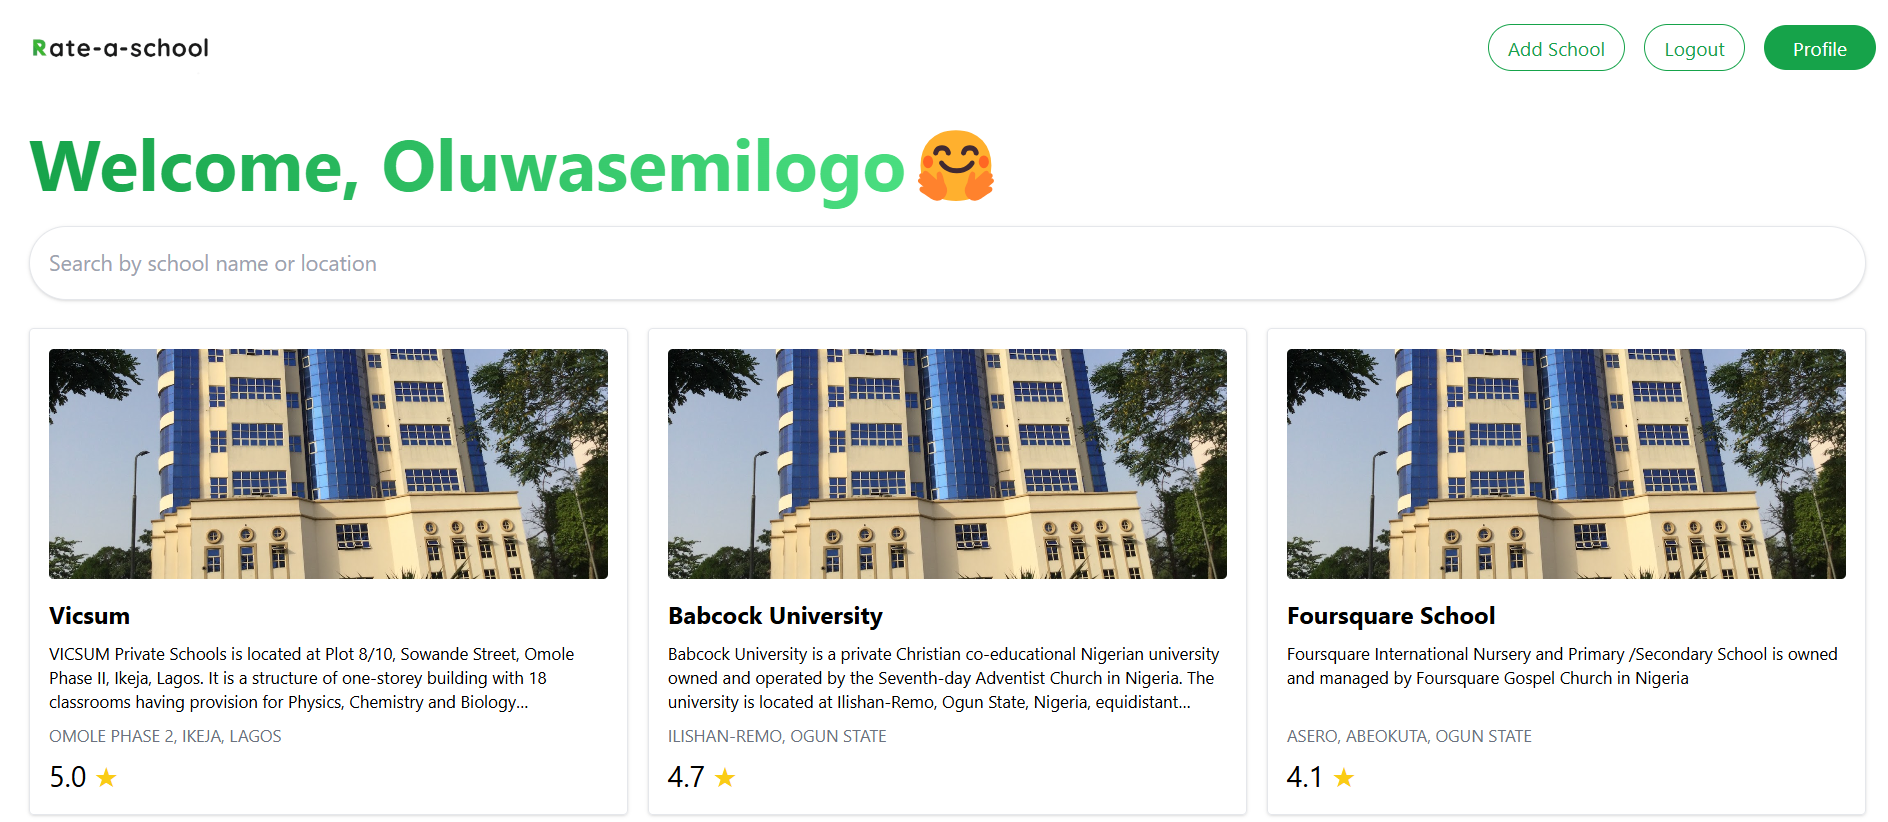 Rate-a-school
Add School
Logout
Profile
Welcome, Oluwasemilogo🤗
Search by school name or location
Vicsum
VICSUM Private Schools is located at Plot 8/10, Sowande Street, Omole
Phase II, Ikeja, Lagos. It is a structure of one-storey building with 18
classrooms having provision for Physics, Chemistry and Biology...
OMOLE PHASE 2, IKEJA, LAGOS
5.0 ★
Babcock University
Babcock University is a private Christian co-educational Nigerian university
owned and operated by the Seventh-day Adventist Church in Nigeria. The
university is located at Ilishan-Remo, Ogun State, Nigeria, equidistant...
ILISHAN-REMO, OGUN STATE
4.7 ★
Foursquare School
Foursquare International Nursery and Primary /Secondary School is owned
and managed by Foursquare Gospel Church in Nigeria
ASERO, ABEOKUTA, OGUN STATE
4.1 ★